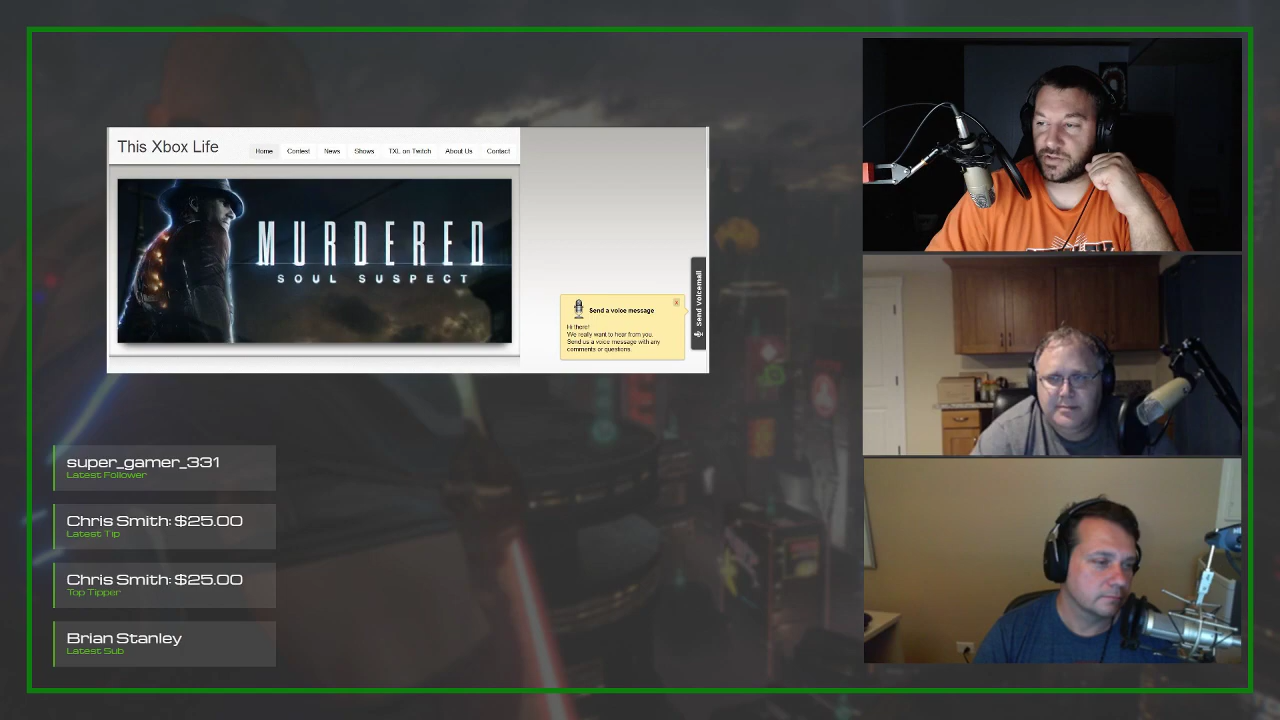 This Xbox Life
Home Contest News Shows TXL on Twitch About Us Contact
MURDERED
SOUL SUSPECT
Send Voicemail
x
Send a voice message
Hi there!
We really want to hear from you.
Send us a voice message with any
comments or questions.
super_gamer_331
Latest Follower
Chris Smith: $25.00
Latest Tip
Chris Smith: $25.00
Top Tipper
Brian Stanley
Latest Sub